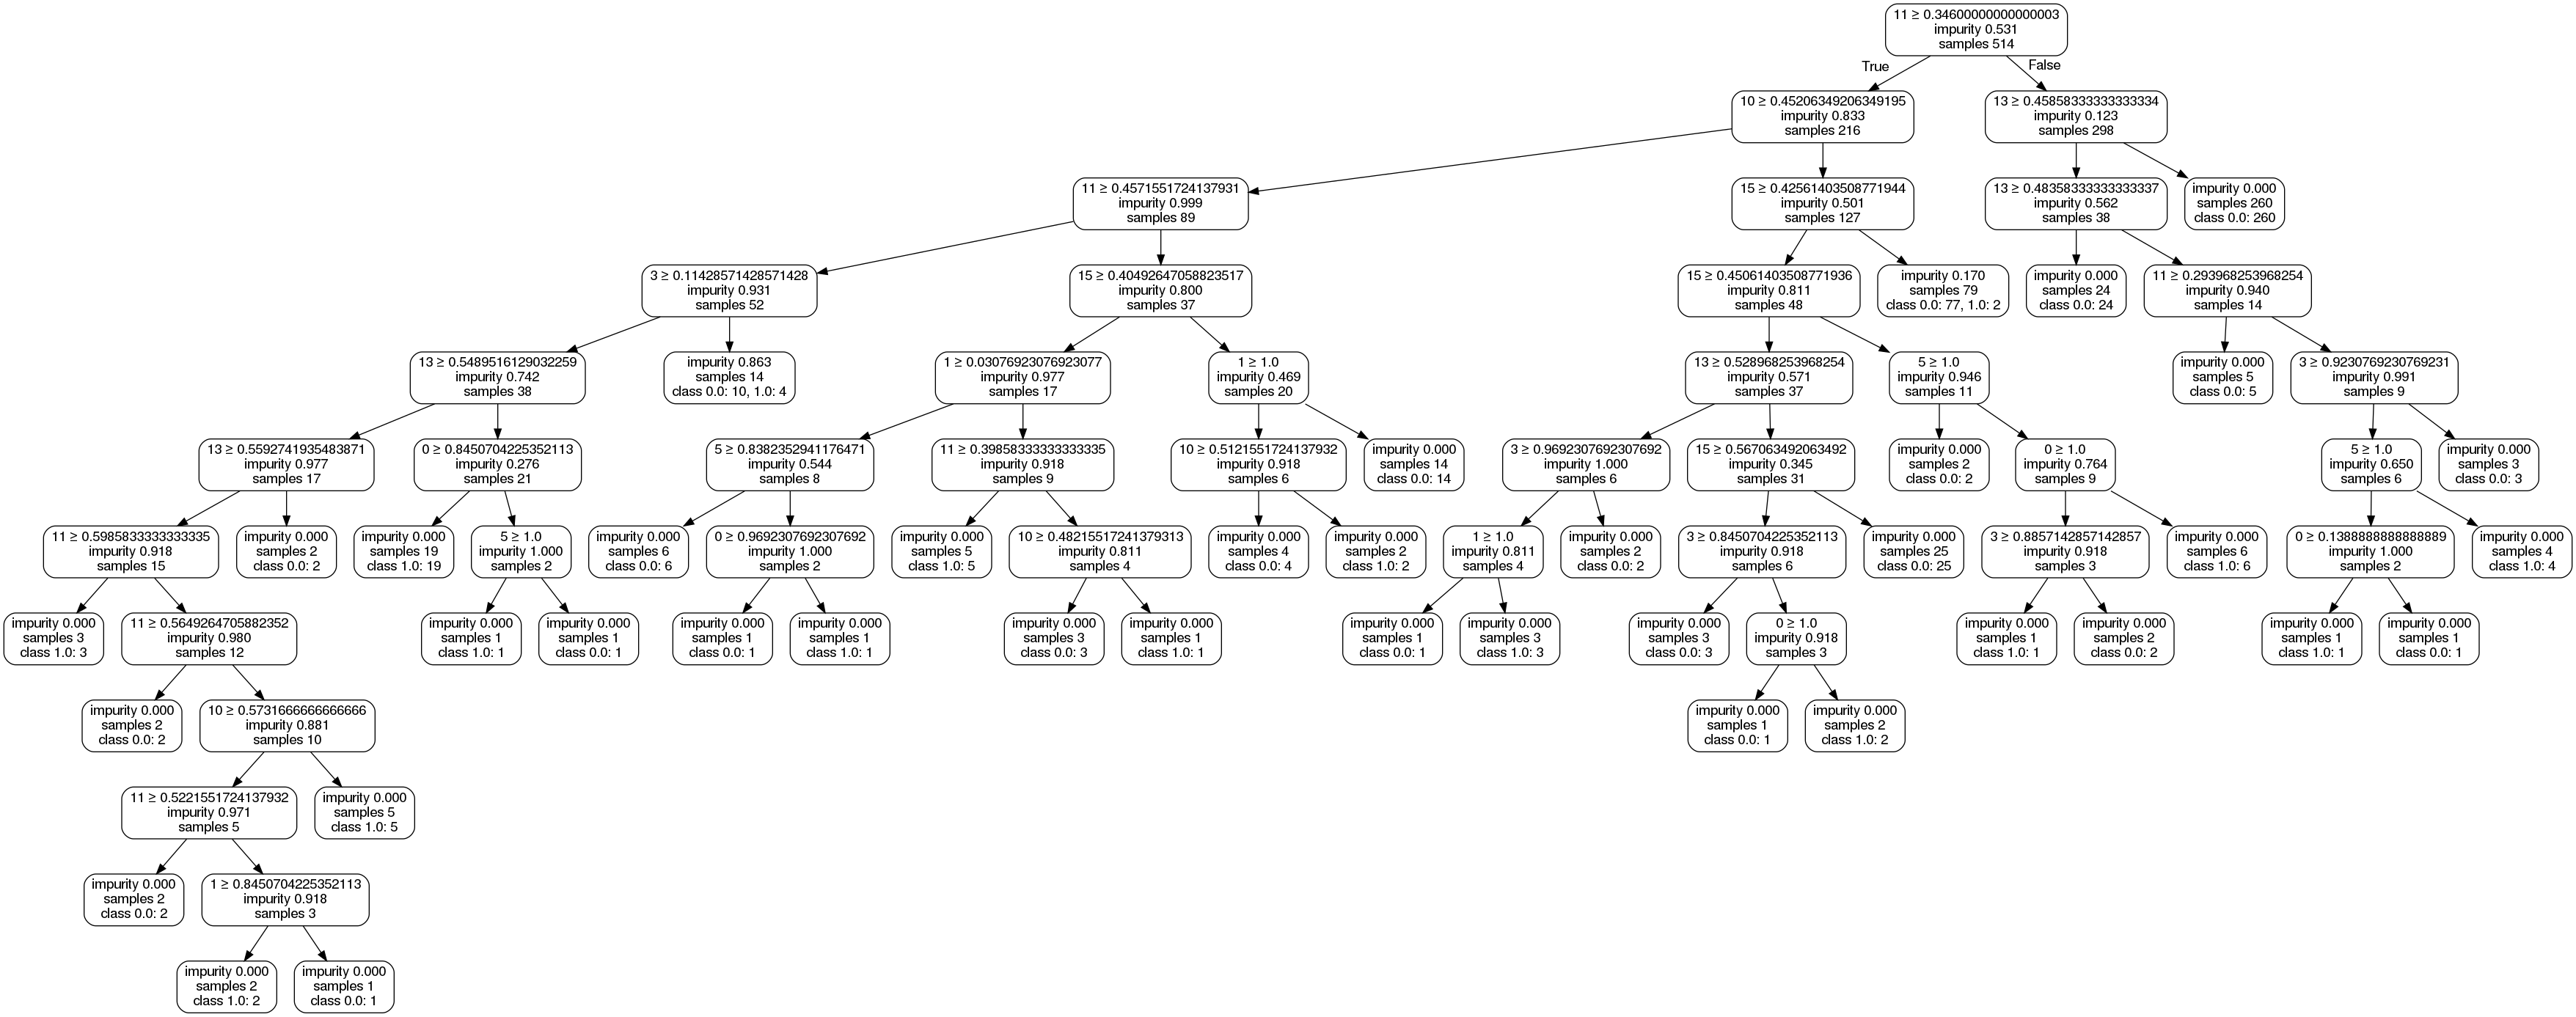 11 ≥ 0.34600000000000003
impurity 0.531
samples 514
True
False
10 ≥ 0.45206349206349195
impurity 0.833
samples 216
13 ≥ 0.45858333333333334
impurity 0.123
samples 298
11 ≥ 0.4571551724137931
impurity 0.999
samples 89
15 ≥ 0.42561403508771944
impurity 0.501
samples 127
13 ≥ 0.48358333333333337
impurity 0.562
samples 38
impurity 0.000
samples 260
class 0.0: 260
3 ≥ 0.11428571428571428
impurity 0.931
samples 52
15 ≥ 0.40492647058823517
impurity 0.800
samples 37
15 ≥ 0.45061403508771936
impurity 0.811
samples 48
impurity 0.170
samples 79
class 0.0: 77, 1.0: 2
impurity 0.000
samples 24
class 0.0: 24
11 ≥ 0.293968253968254
impurity 0.940
samples 14
13 ≥ 0.5489516129032259
impurity 0.742
samples 38
impurity 0.863
samples 14
class 0.0: 10, 1.0: 4
1 ≥ 0.03076923076923077
impurity 0.977
samples 17
1 ≥ 1.0
impurity 0.469
samples 20
13 ≥ 0.528968253968254
impurity 0.571
samples 37
5 ≥ 1.0
impurity 0.946
samples 11
impurity 0.000
samples 5
class 0.0: 5
3 ≥ 0.9230769230769231
impurity 0.991
samples 9
13 ≥ 0.5592741935483871
impurity 0.977
samples 17
0 ≥ 0.8450704225352113
impurity 0.276
samples 21
5 ≥ 0.8382352941176471
impurity 0.544
samples 8
11 ≥ 0.398583333333333335
impurity 0.918
samples 9
10 ≥ 0.5121551724137932
impurity 0.918
samples 6
impurity 0.000
samples 14
class 0.0: 14
3 ≥ 0.9692307692307692
impurity 1.000
samples 6
15 ≥ 0.567063492063492
impurity 0.345
samples 31
impurity 0.000
samples 2
class 0.0: 2
0 ≥ 1.0
impurity 0.764
samples 9
5 ≥ 1.0
impurity 0.650
samples 6
impurity 0.000
samples 3
class 0.0: 3
11 ≥ 0.5985833333333335
impurity 0.918
samples 15
impurity 0.000
samples 2
class 0.0: 2
impurity 0.000
samples 19
class 1.0: 19
5 ≥ 1.0
impurity 1.000
samples 2
impurity 0.000
samples 6
class 0.0: 6
0 ≥ 0.9692307692307692
impurity 1.000
samples 2
impurity 0.000
samples 5
class 1.0: 5
10 ≥ 0.48215517241379313
impurity 0.811
samples 4
impurity 0.000
samples 4
class 0.0: 4
impurity 0.000
samples 2
class 1.0: 2
1 ≥ 1.0
impurity 0.811
samples 4
impurity 0.000
samples 2
class 0.0: 2
3 ≥ 0.8450704225352113
impurity 0.918
samples 6
impurity 0.000
samples 25
class 0.0: 25
3 ≥ 0.8857142857142857
impurity 0.918
samples 3
impurity 0.000
samples 6
class 1.0: 6
0 ≥ 0.1388888888888889
impurity 1.000
samples 2
impurity 0.000
samples 4
class 1.0: 4
impurity 0.000
samples 3
class 1.0: 3
11 ≥ 0.5649264705882352
impurity 0.980
samples 12
impurity 0.000
samples 1
class 1.0: 1
impurity 0.000
samples 1
class 0.0: 1
impurity 0.000
samples 1
class 0.0: 1
impurity 0.000
samples 1
class 1.0: 1
impurity 0.000
samples 3
class 0.0: 3
impurity 0.000
samples 1
class 1.0: 1
impurity 0.000
samples 1
class 0.0: 1
impurity 0.000
samples 3
class 1.0: 3
impurity 0.000
samples 3
class 0.0: 3
0 ≥ 1.0
impurity 0.918
samples 3
impurity 0.000
samples 1
class 1.0: 1
impurity 0.000
samples 2
class 0.0: 2
impurity 0.000
samples 1
class 1.0: 1
impurity 0.000
samples 1
class 0.0: 1
impurity 0.000
samples 2
class 0.0: 2
10 ≥ 0.5731666666666666
impurity 0.881
samples 10
impurity 0.000
samples 1
class 0.0: 1
impurity 0.000
samples 2
class 1.0: 2
11 ≥ 0.5221551724137932
impurity 0.971
samples 5
impurity 0.000
samples 5
class 1.0: 5
impurity 0.000
samples 2
class 0.0: 2
1 ≥ 0.8450704225352113
impurity 0.918
samples 3
impurity 0.000
samples 2
class 1.0: 2
impurity 0.000
samples 1
class 0.0: 1